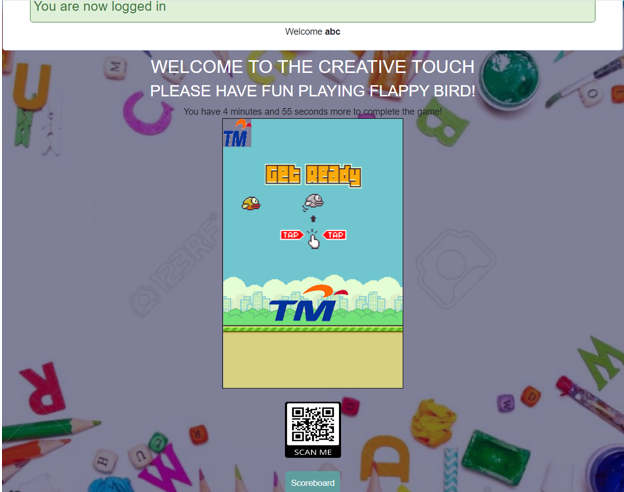 You are now logged in
Welcome abc
WELCOME TO THE CREATIVE TOUCH
PLEASE HAVE FUN PLAYING FLAPPY BIRD!
You have 4 minutes and 55 seconds more to complete the game!
TM
Get Ready
TAP TAP
TM
©123RF®
SCAN ME
Scoreboard